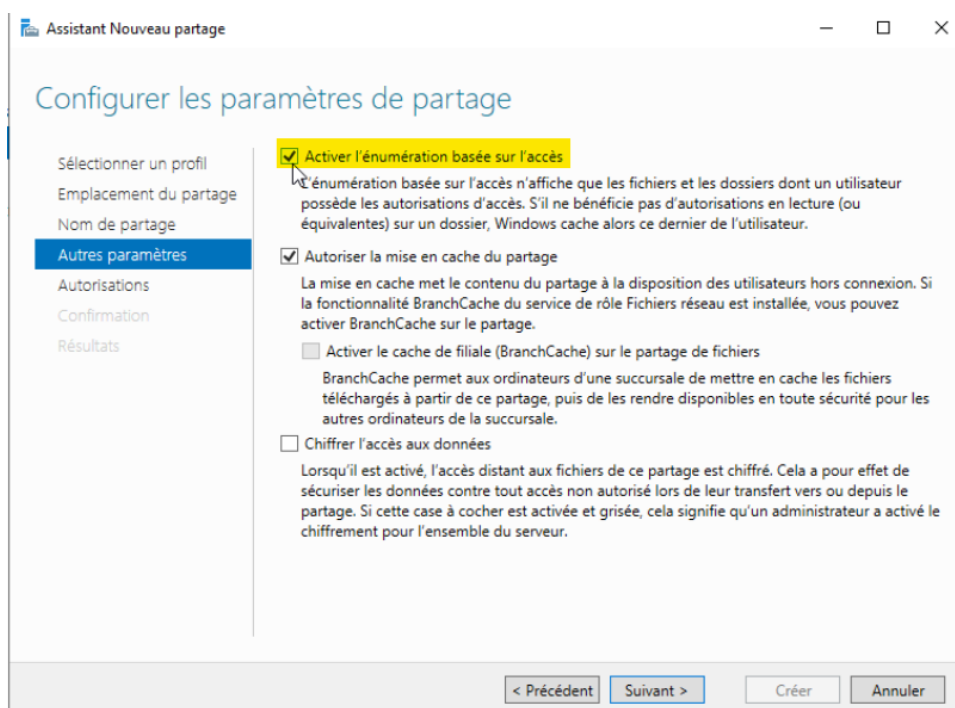 Assistant Nouveau partage
Configurer les paramètres de partage
Sélectionner un profil
Emplacement du partage
Nom de partage
Autres paramètres
Autorisations
Confirmation
Résultats
Activer l'énumération basée sur l'accès
L'énumération basée sur l'accès n'affiche que les fichiers et les dossiers dont un utilisateur
possède les autorisations d'accès. S'il ne bénéficie pas d'autorisations en lecture (ou
équivalentes) sur un dossier, Windows cache alors ce dernier de l'utilisateur.
Autoriser la mise en cache du partage
La mise en cache met le contenu du partage à la disposition des utilisateurs hors connexion. Si
la fonctionnalité BranchCache du service de rôle Fichiers réseau est installée, vous pouvez
activer BranchCache sur le partage.
Activer le cache de filiale (BranchCache) sur le partage de fichiers
BranchCache permet aux ordinateurs d'une succursale de mettre en cache les fichiers
téléchargés à partir de ce partage, puis de les rendre disponibles en toute sécurité pour les
autres ordinateurs de la succursale.
Chiffrer l'accès aux données
Lorsqu'il est activé, l'accès distant aux fichiers de ce partage est chiffré. Cela a pour effet de
sécuriser les données contre tout accès non autorisé lors de leur transfert vers ou depuis le
partage. Si cette case à cocher est activée et grisée, cela signifie qu'un administrateur a activé le
chiffrement pour l'ensemble du serveur.
< Précédent
Suivant >
Créer
Annuler